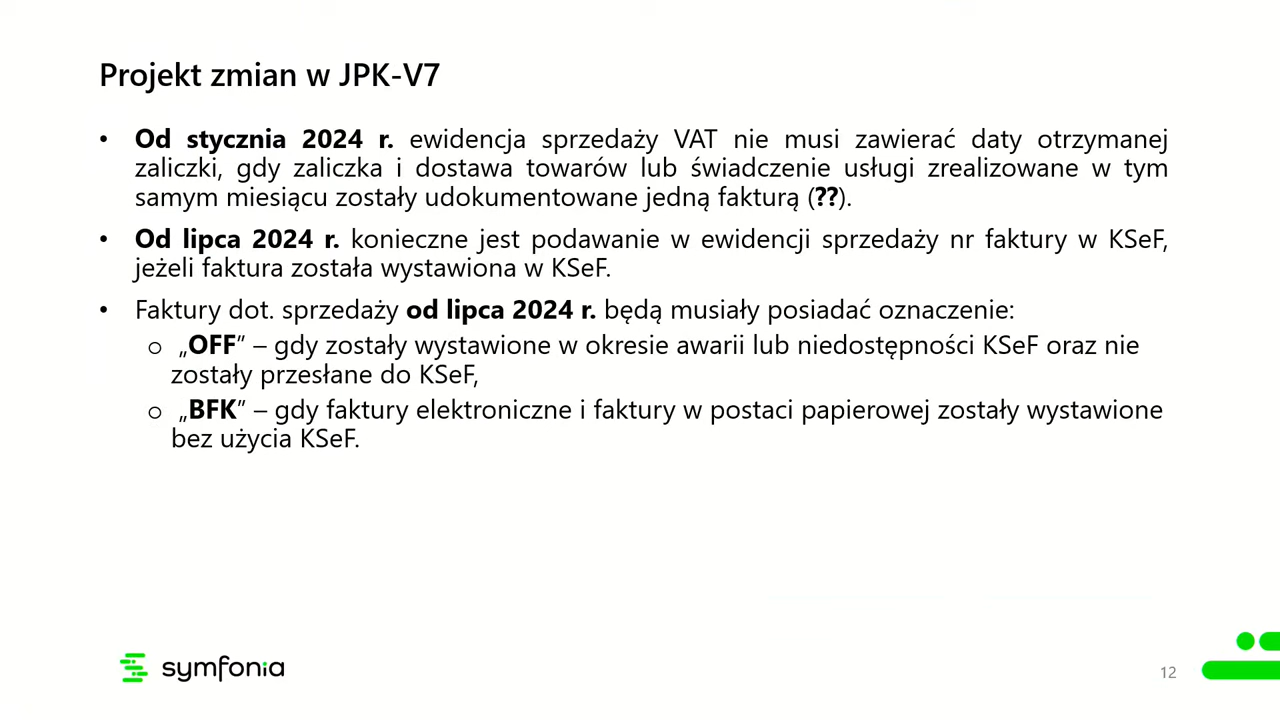 Projekt zmian w JPK-V7
• Od stycznia 2024 r. ewidencja sprzedaży VAT nie musi zawierać daty otrzymanej
zaliczki, gdy zaliczka i dostawa towarów lub świadczenie usługi zrealizowane w tym
samym miesiącu zostały udokumentowane jedną fakturą (??).
• Od lipca 2024 r. konieczne jest podawanie w ewidencji sprzedaży nr faktury w KSeF,
jeżeli faktura została wystawiona w KSeF.
• Faktury dot. sprzedaży od lipca 2024 r. będą musiały posiadać oznaczenie:
o „OFF” – gdy zostały wystawione w okresie awarii lub niedostępności KSeF oraz nie
zostały przesłane do KSeF,
o „BFK” – gdy faktury elektroniczne i faktury w postaci papierowej zostały wystawione
bez użycia KSeF.
symfonia
12